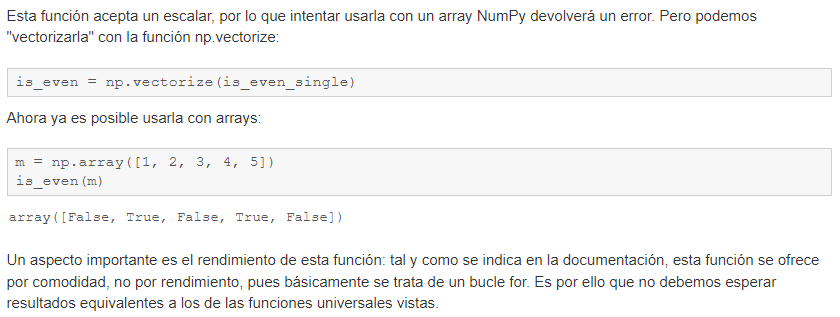 Esta función acepta un escalar, por lo que intentar usarla con un array NumPy devolverá un error. Pero podemos
"vectorizarla" con la función np.vectorize:
is_even = np.vectorize(is_even_single)
Ahora ya es posible usarla con arrays:
m = np.array([1, 2, 3, 4, 5])
is_even(m)
array([False, True, False, True, False])
Un aspecto importante es el rendimiento de esta función: tal y como se indica en la documentación, esta función se ofrece
por comodidad, no por rendimiento, pues básicamente se trata de un bucle for. Es por ello que no debemos esperar
resultados equivalentes a los de las funciones universales vistas.